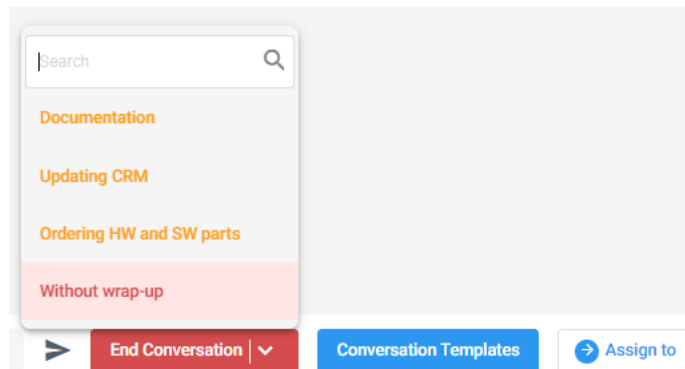 Search
Documentation
Updating CRM
Ordering HW and SW parts
Without wrap-up
End Conversation
Conversation Templates
Assign to